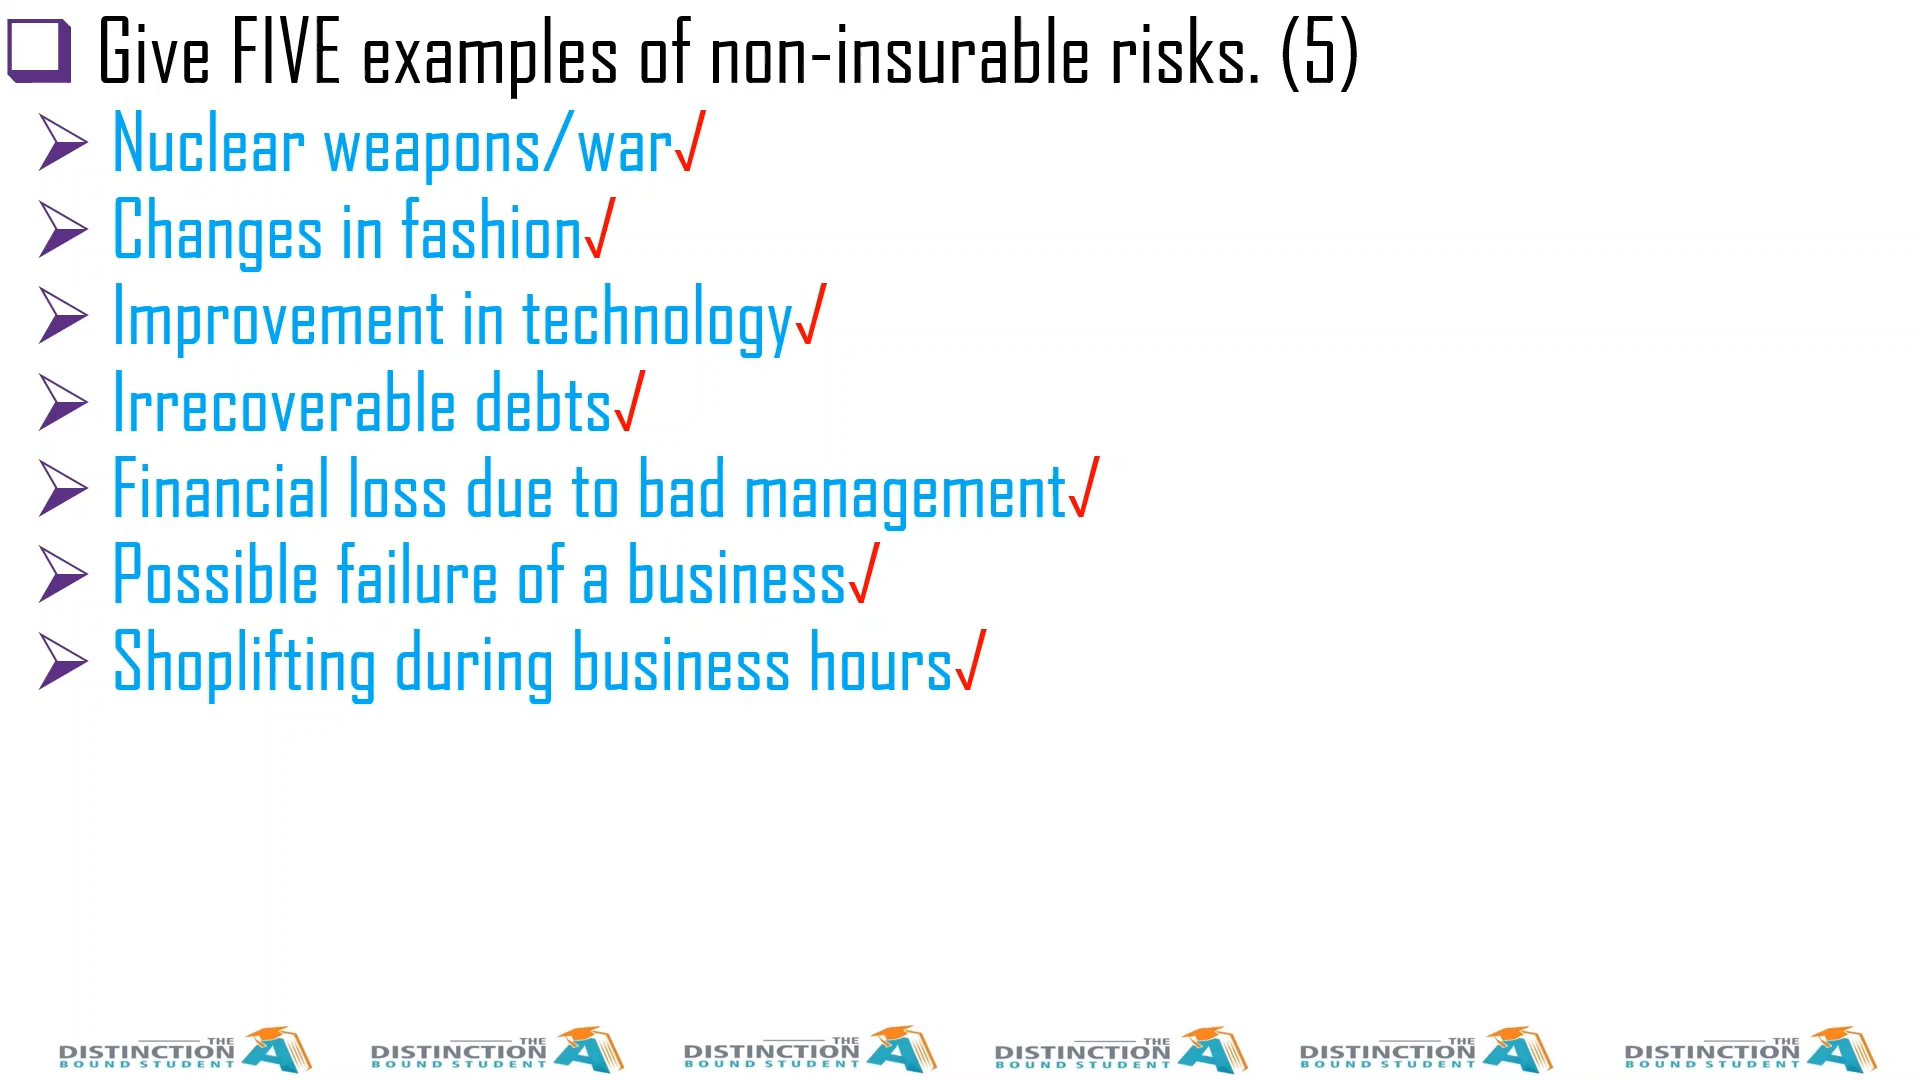 Give FIVE examples of non-insurable risks. (5)
Nuclear weapons/war√
Changes in fashion√
Improvement in technology√
Irrecoverable debts√
Financial loss due to bad management√
Possible failure of a business√
Shoplifting during business hours√
THE DISTINCTION BOUND STUDENT
THE DISTINCTION BOUND STUDENT
THE DISTINCTION BOUND STUDENT
THE DISTINCTION BOUND STUDENT
THE DISTINCTION BOUND STUDENT
THE DISTINCTION BOUND STUDENT